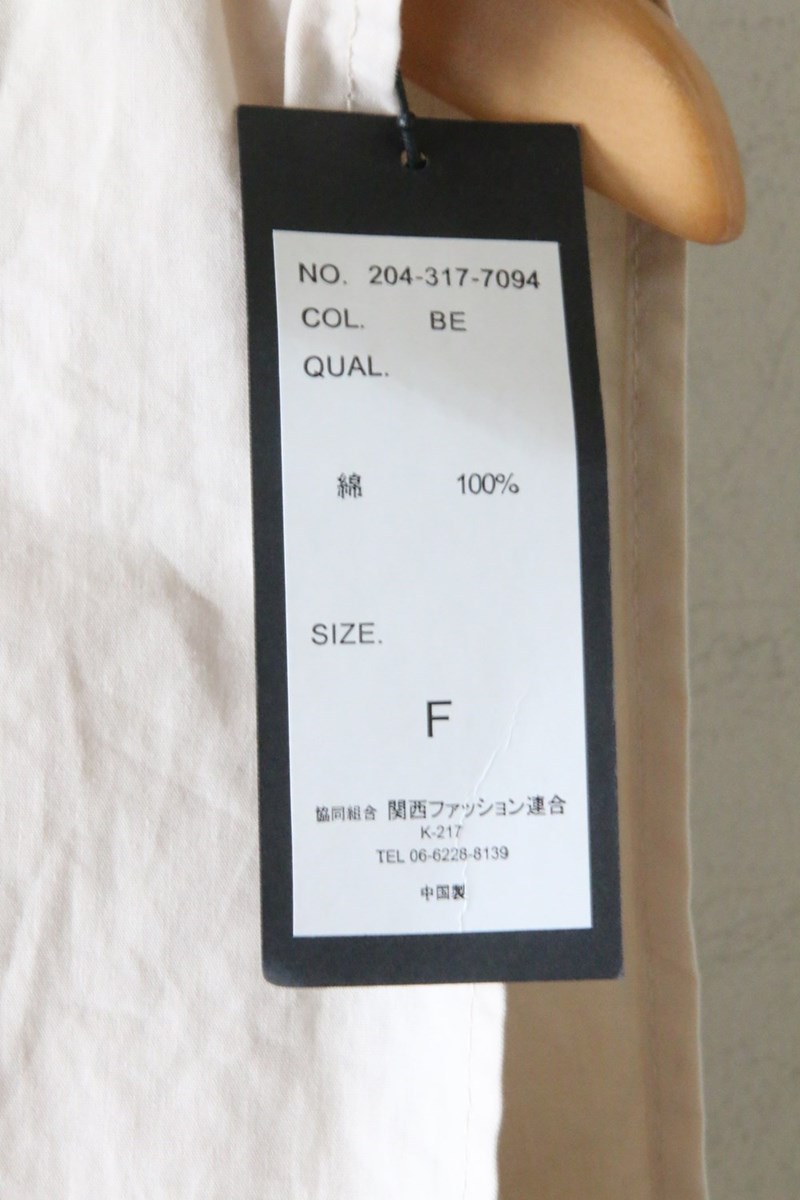 NO. 204-317-7094
COL. BE
QUAL.
綿 100%
SIZE.
F
協同組合 関西ファッション連合
K-217
TEL 06-6228-8139
中国製